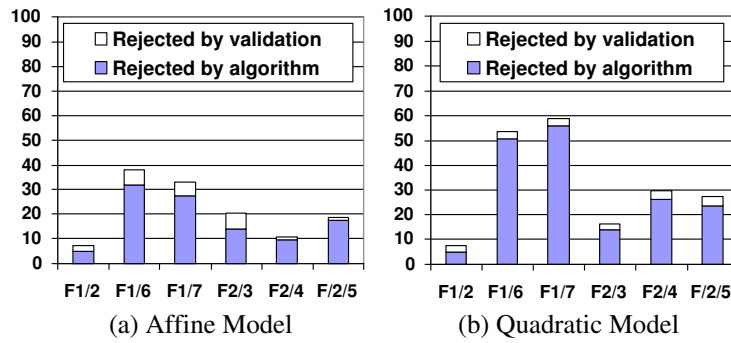 100
90
80
70
60
50
40
30
20
10
0
Rejected by validation
Rejected by algorithm
F1/2 F1/6 F1/7 F2/3 F2/4 F/2/5
(a) Affine Model
100
90
80
70
60
50
40
30
20
10
0
Rejected by validation
Rejected by algorithm
F1/2 F1/6 F1/7 F2/3 F2/4 F/2/5
(b) Quadratic Model